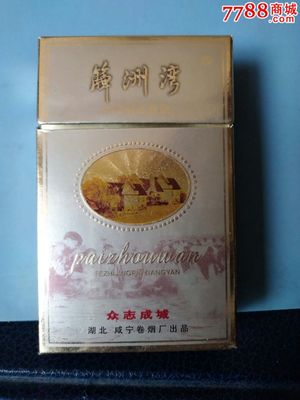 7788商城
.com
簰洲湾
paizhouwan
众志成城
湖北 咸宁卷烟厂出品